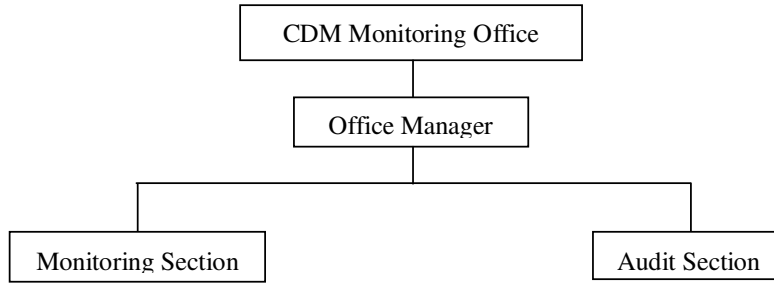 CDM Monitoring Office
Office Manager
Monitoring Section
Audit Section